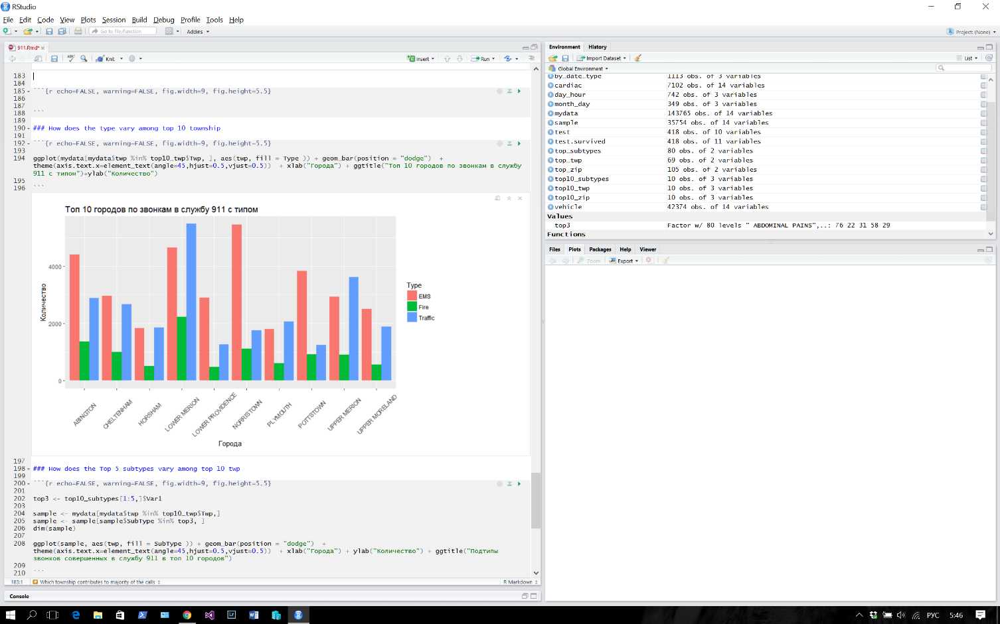 RStudio
File Edit Code View Plots Session Build Debug Profile Tools Help
Go to file/function Addins Project: (None)
911.Rmd*
ABC Knit Insert Run
183
184
185 ```{r echo=FALSE, warning=FALSE, fig.width=9, fig.height=5.5}
186
187
188 ```
189
190 ### How does the type vary among top 10 township
191
192 ```{r echo=FALSE, warning=FALSE, fig.width=9, fig.height=5.5}
193
194 ggplot(mydata[mydata$twp %in% top10_twp$Twp, ], aes(twp, fill = Type )) + geom_bar(position = "dodge") +
theme(axis.text.x=element_text(angle=45,hjust=0.5,vjust=0.5)) + xlab("Города") + ggtitle("Топ 10 городов по звонкам в службу
911 с типом")+ylab("Количество")
195
196 ```
Топ 10 городов по звонкам в службу 911 с типом
Количество
4000
2000
0
ABINGTON
CHELTENHAM
HORSHAM
LOWER MERION
LOWER PROVIDENCE
NORRISTOWN
PLYMOUTH
POTTSTOWN
UPPER MERION
UPPER MORELAND
Города
Type
EMS
Fire
Traffic
197
198 ### How does the Top 5 subtypes vary among top 10 twp
199
200 ```{r echo=FALSE, warning=FALSE, fig.width=9, fig.height=5.5}
201
202 top3 <- top10_subtypes[1:5,]$Var1
203
204 sample <- mydata[mydata$twp %in% top10_twp$Twp,]
205 sample <- sample[sample$SubType %in% top3, ]
206 dim(sample)
207
208 ggplot(sample, aes(twp, fill = SubType )) + geom_bar(position = "dodge") +
theme(axis.text.x=element_text(angle=45,hjust=0.5,vjust=0.5)) + xlab("Города") + ylab("Количество") + ggtitle("Подтипы
звонков совершенных в службу 911 в топ 10 городов")
209
210 ```
183:1 Which township contributes to majority of the calls R Markdown
Console
Environment History
Import Dataset List
Global Environment
by_date_type 1113 obs. of 3 variables
cardiac 7102 obs. of 14 variables
day_hour 742 obs. of 3 variables
month_day 349 obs. of 3 variables
mydata 143765 obs. of 14 variables
sample 35754 obs. of 14 variables
test 418 obs. of 10 variables
test.survived 418 obs. of 11 variables
top_subtypes 80 obs. of 2 variables
top_twp 69 obs. of 2 variables
top_zip 105 obs. of 2 variables
top10_subtypes 10 obs. of 3 variables
top10_twp 10 obs. of 3 variables
top10_zip 10 obs. of 3 variables
vehicle 42374 obs. of 14 variables
Values
top3 Factor w/ 80 levels " ABDOMINAL PAINS",..: 76 22 31 58 29
Functions
Files Plots Packages Help Viewer
Zoom Export
Lr РУС 5:46